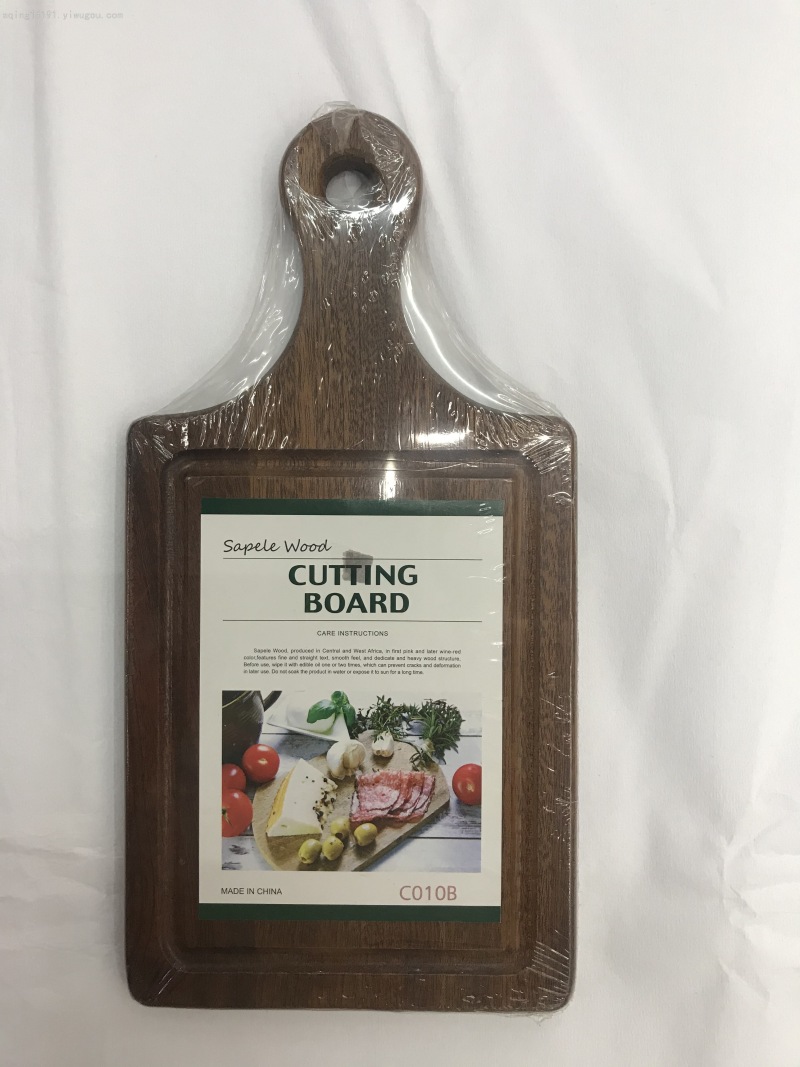 Sapele Wood
CUTTING
BOARD
CARE INSTRUCTIONS
Sapele Wood, produced in Central and West Africa, in find pink and later wine-red
color,features fine and straight text, smooth feel, and dedicate and heavy wood structure.
Before use, wipe it with edible oil one or two times, which can prevent cracks and deformation
in later use. Do not soak the product in water or expose it to sun for a long time.
MADE IN CHINA
C010B